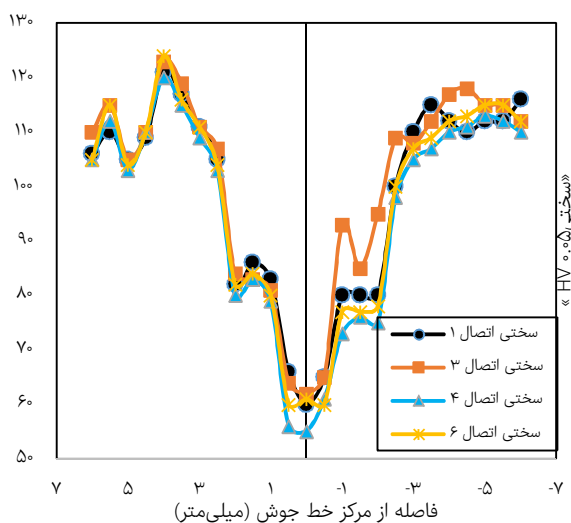 ۱۳۰
۱۲۰
۱۱۰
۱۰۰
۹۰
۸۰
۷۰
۶۰
۵۰
«سختی HV ۰.۰۵»
سختی اتصال ۱
سختی اتصال ۳
سختی اتصال ۴
سختی اتصال ۶
۷ ۵ ۳ ۱ -۱ -۳ -۵ -۷
فاصله از مرکز خط جوش (میلی‌متر)